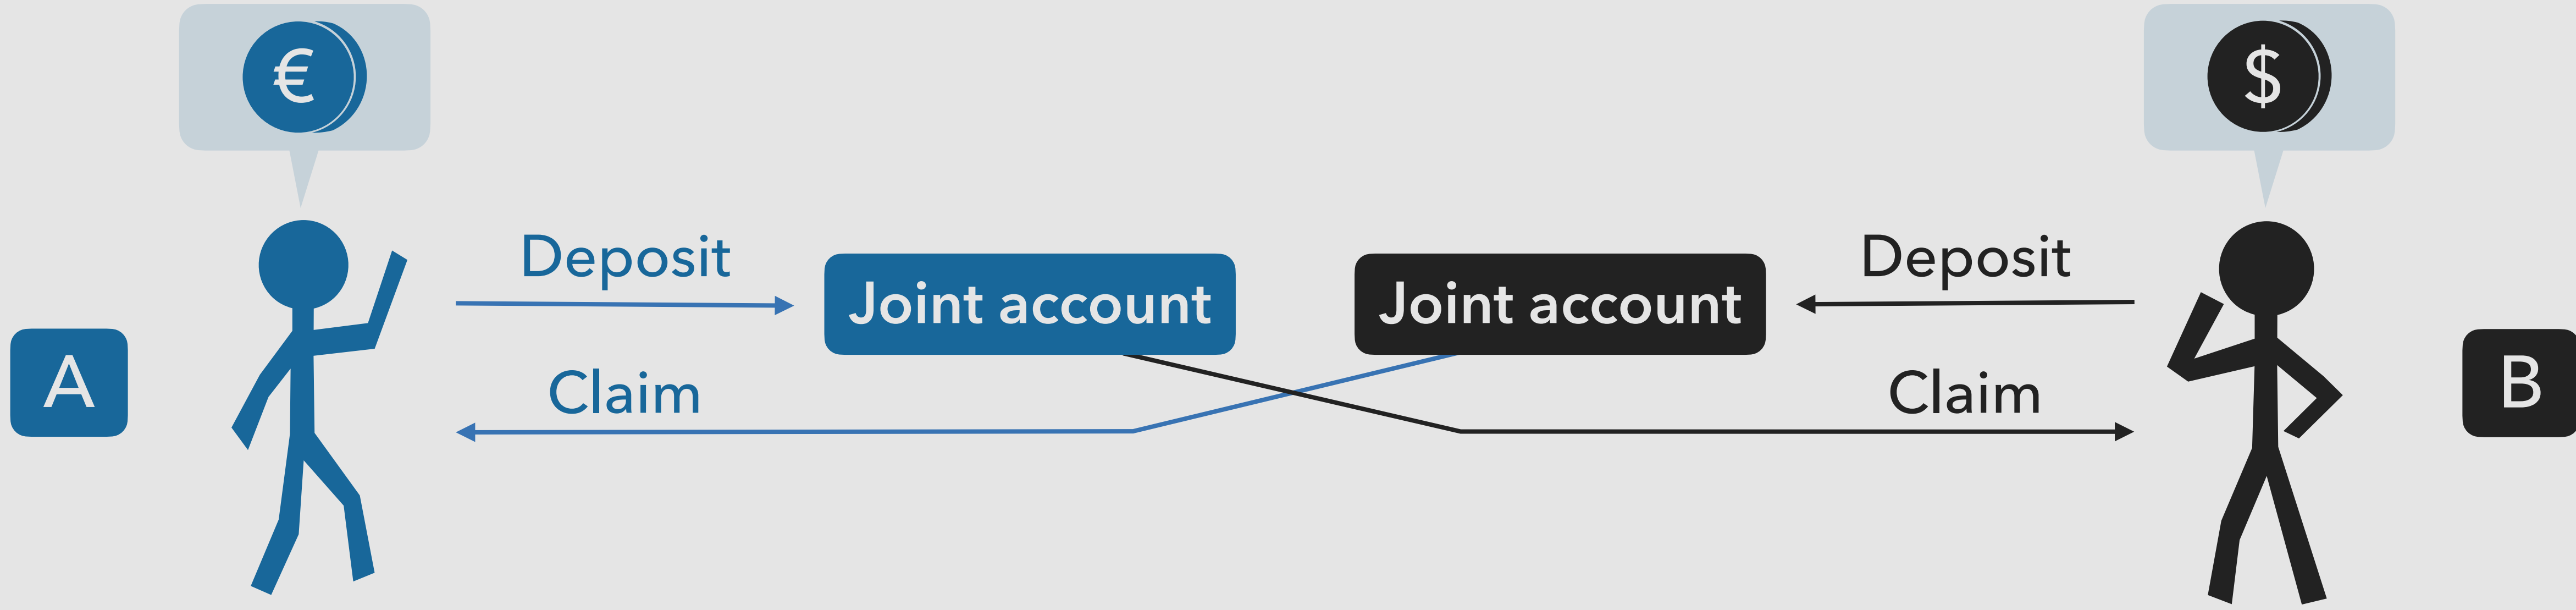 €
$
Deposit
Deposit
Joint account
Joint account
A
Claim
Claim
B